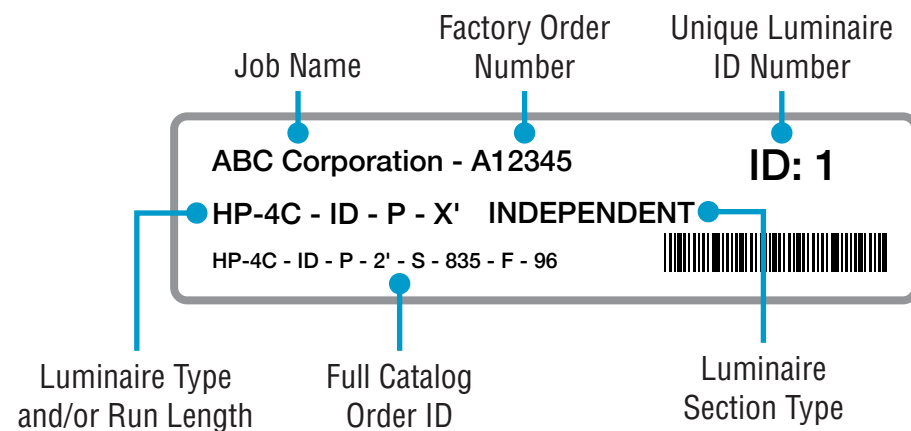 Job Name
Factory Order
Number
Unique Luminaire
ID Number
ABC Corporation - A12345
ID: 1
HP-4C - ID - P - X' INDEPENDENT
HP-4C - ID - P - 2' - S - 835 - F - 96
Luminaire Type
and/or Run Length
Full Catalog
Order ID
Luminaire
Section Type